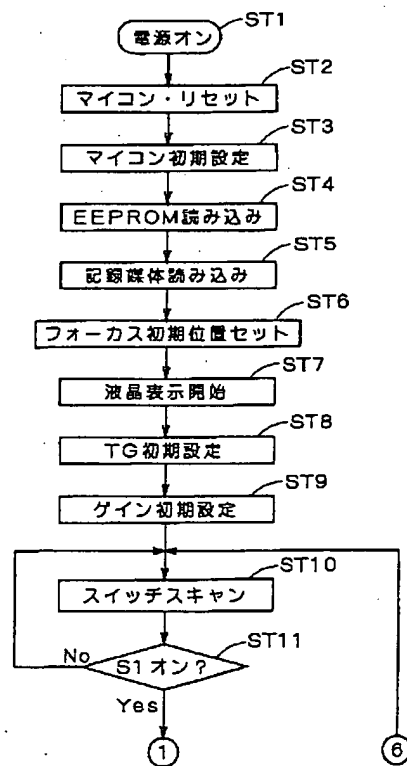 ST1
電源オン
ST2
マイコン・リセット
ST3
マイコン初期設定
ST4
EEPROM読み込み
ST5
記録媒体読み込み
ST6
フォーカス初期位置セット
ST7
液晶表示開始
ST8
TG初期設定
ST9
ゲイン初期設定
ST10
スイッチスキャン
ST11
No
S1オン?
Yes
1
6